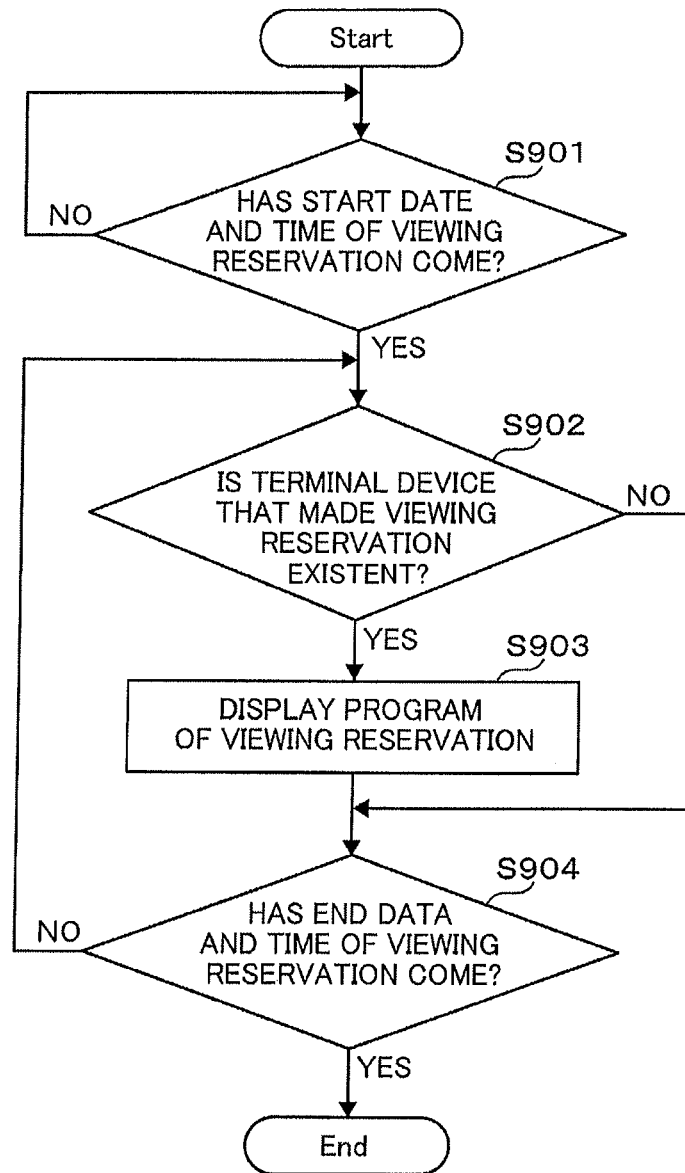 Start
S901
HAS START DATE
AND TIME OF VIEWING
RESERVATION COME?
NO
YES
S902
IS TERMINAL DEVICE
THAT MADE VIEWING
RESERVATION
EXISTENT?
NO
YES
S903
DISPLAY PROGRAM
OF VIEWING RESERVATION
S904
HAS END DATA
AND TIME OF VIEWING
RESERVATION COME?
NO
YES
End